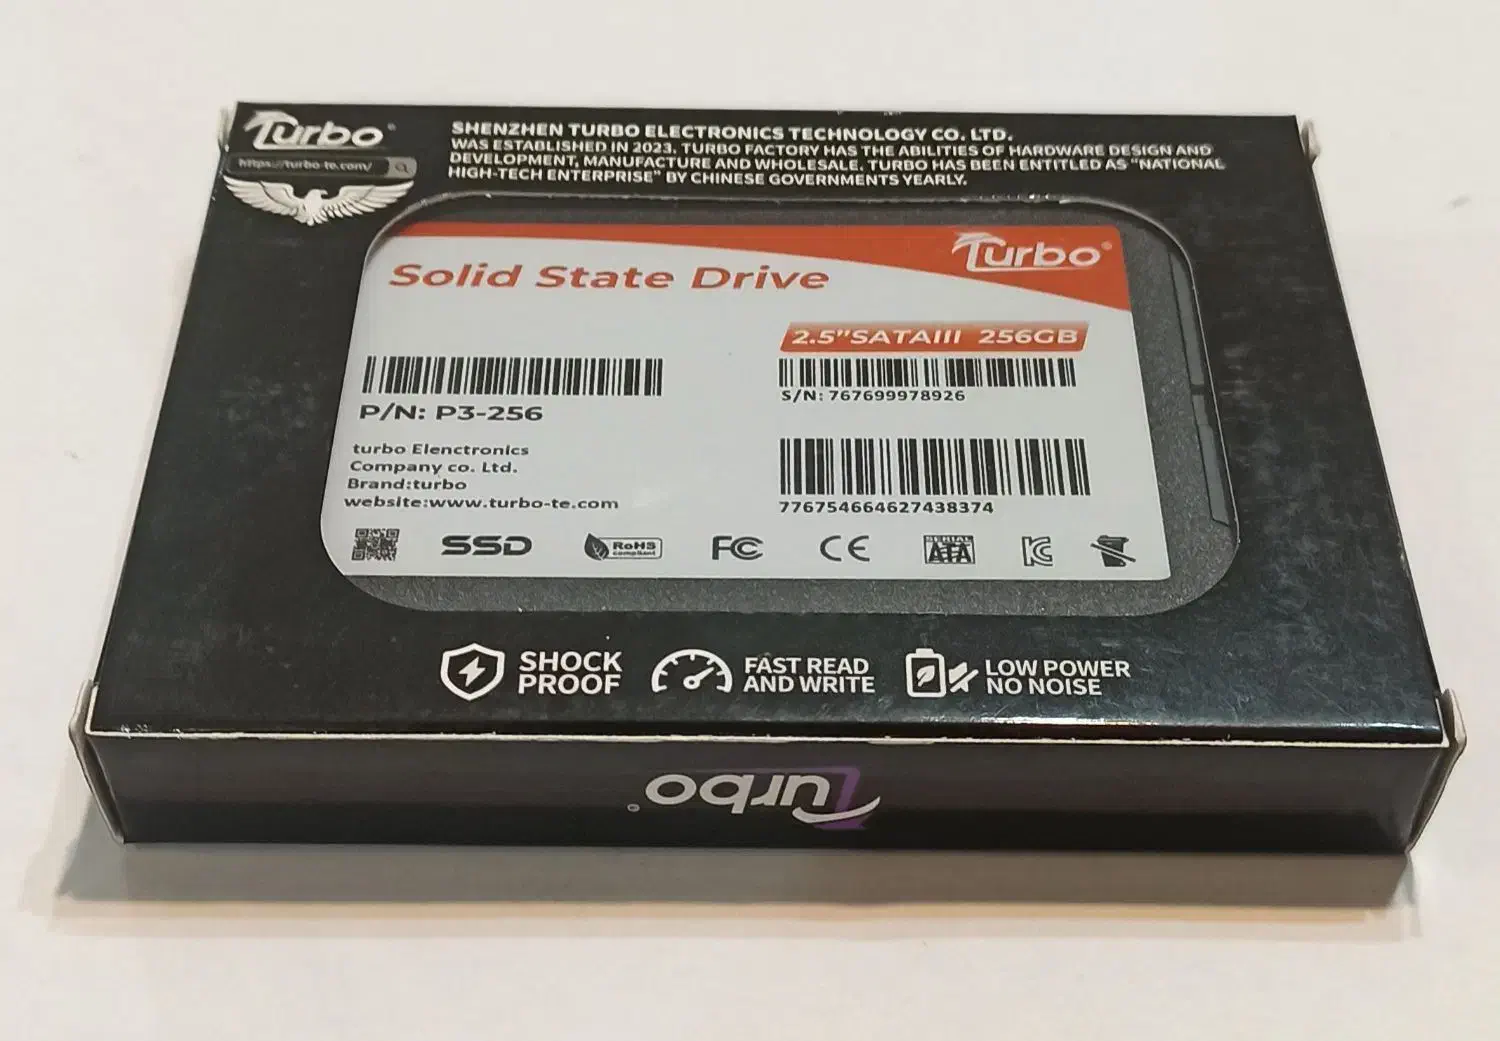 Turbo®
https://turbo-te.com/
SHENZHEN TURBO ELECTRONICS TECHNOLOGY CO. LTD.
WAS ESTABLISHED IN 2023. TURBO FACTORY HAS THE ABILITIES OF HARDWARE DESIGN AND
DEVELOPMENT, MANUFACTURE AND WHOLESALE. TURBO HAS BEEN ENTITLED AS "NATIONAL
HIGH-TECH ENTERPRISE" BY CHINESE GOVERNMENTS YEARLY.
Turbo®
Solid State Drive
2.5”SATAIII 256GB
S/N: 767699978926
P/N: P3-256
turbo Elenctronics
Company co. Ltd.
Brand:turbo
website:www.turbo-te.com
776754664627438374
SSD
RoHS
compliant
FC
CE
SERIAL
ATA
KC
SHOCK
PROOF
FAST READ
AND WRITE
LOW POWER
NO NOISE
Turbo®